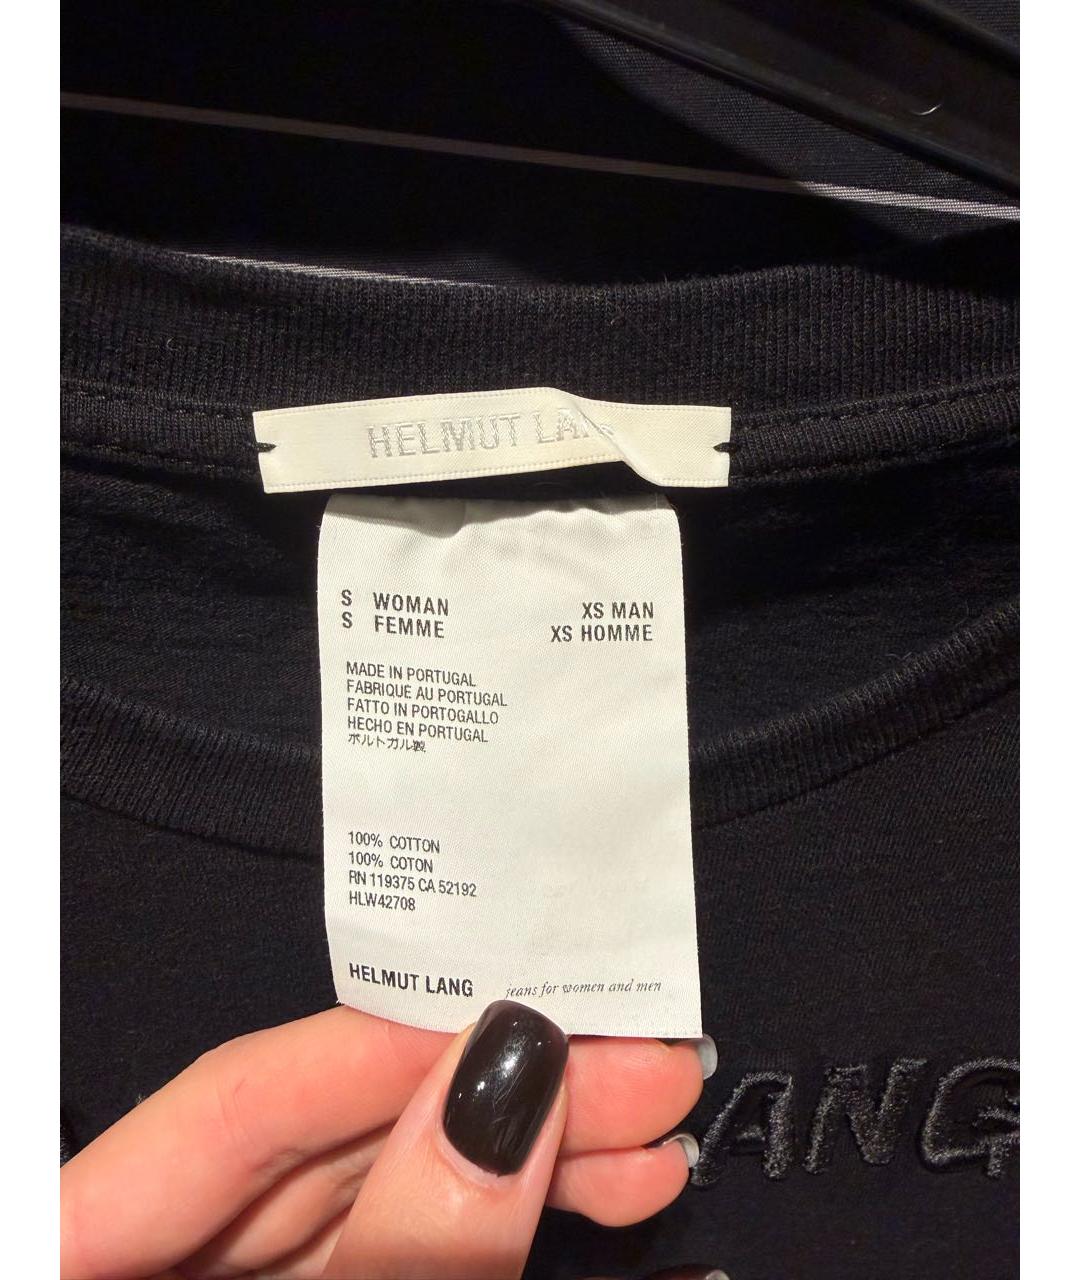 HELMUT LANG
S WOMAN XS MAN
S FEMME XS HOMME
MADE IN PORTUGAL
FABRIQUE AU PORTUGAL
FATTO IN PORTOGALLO
HECHO EN PORTUGAL
ポルトガル製
100% COTTON
100% COTON
RN 119375 CA 52192
HLW42708
HELMUT LANG jeans for women and men
ANG